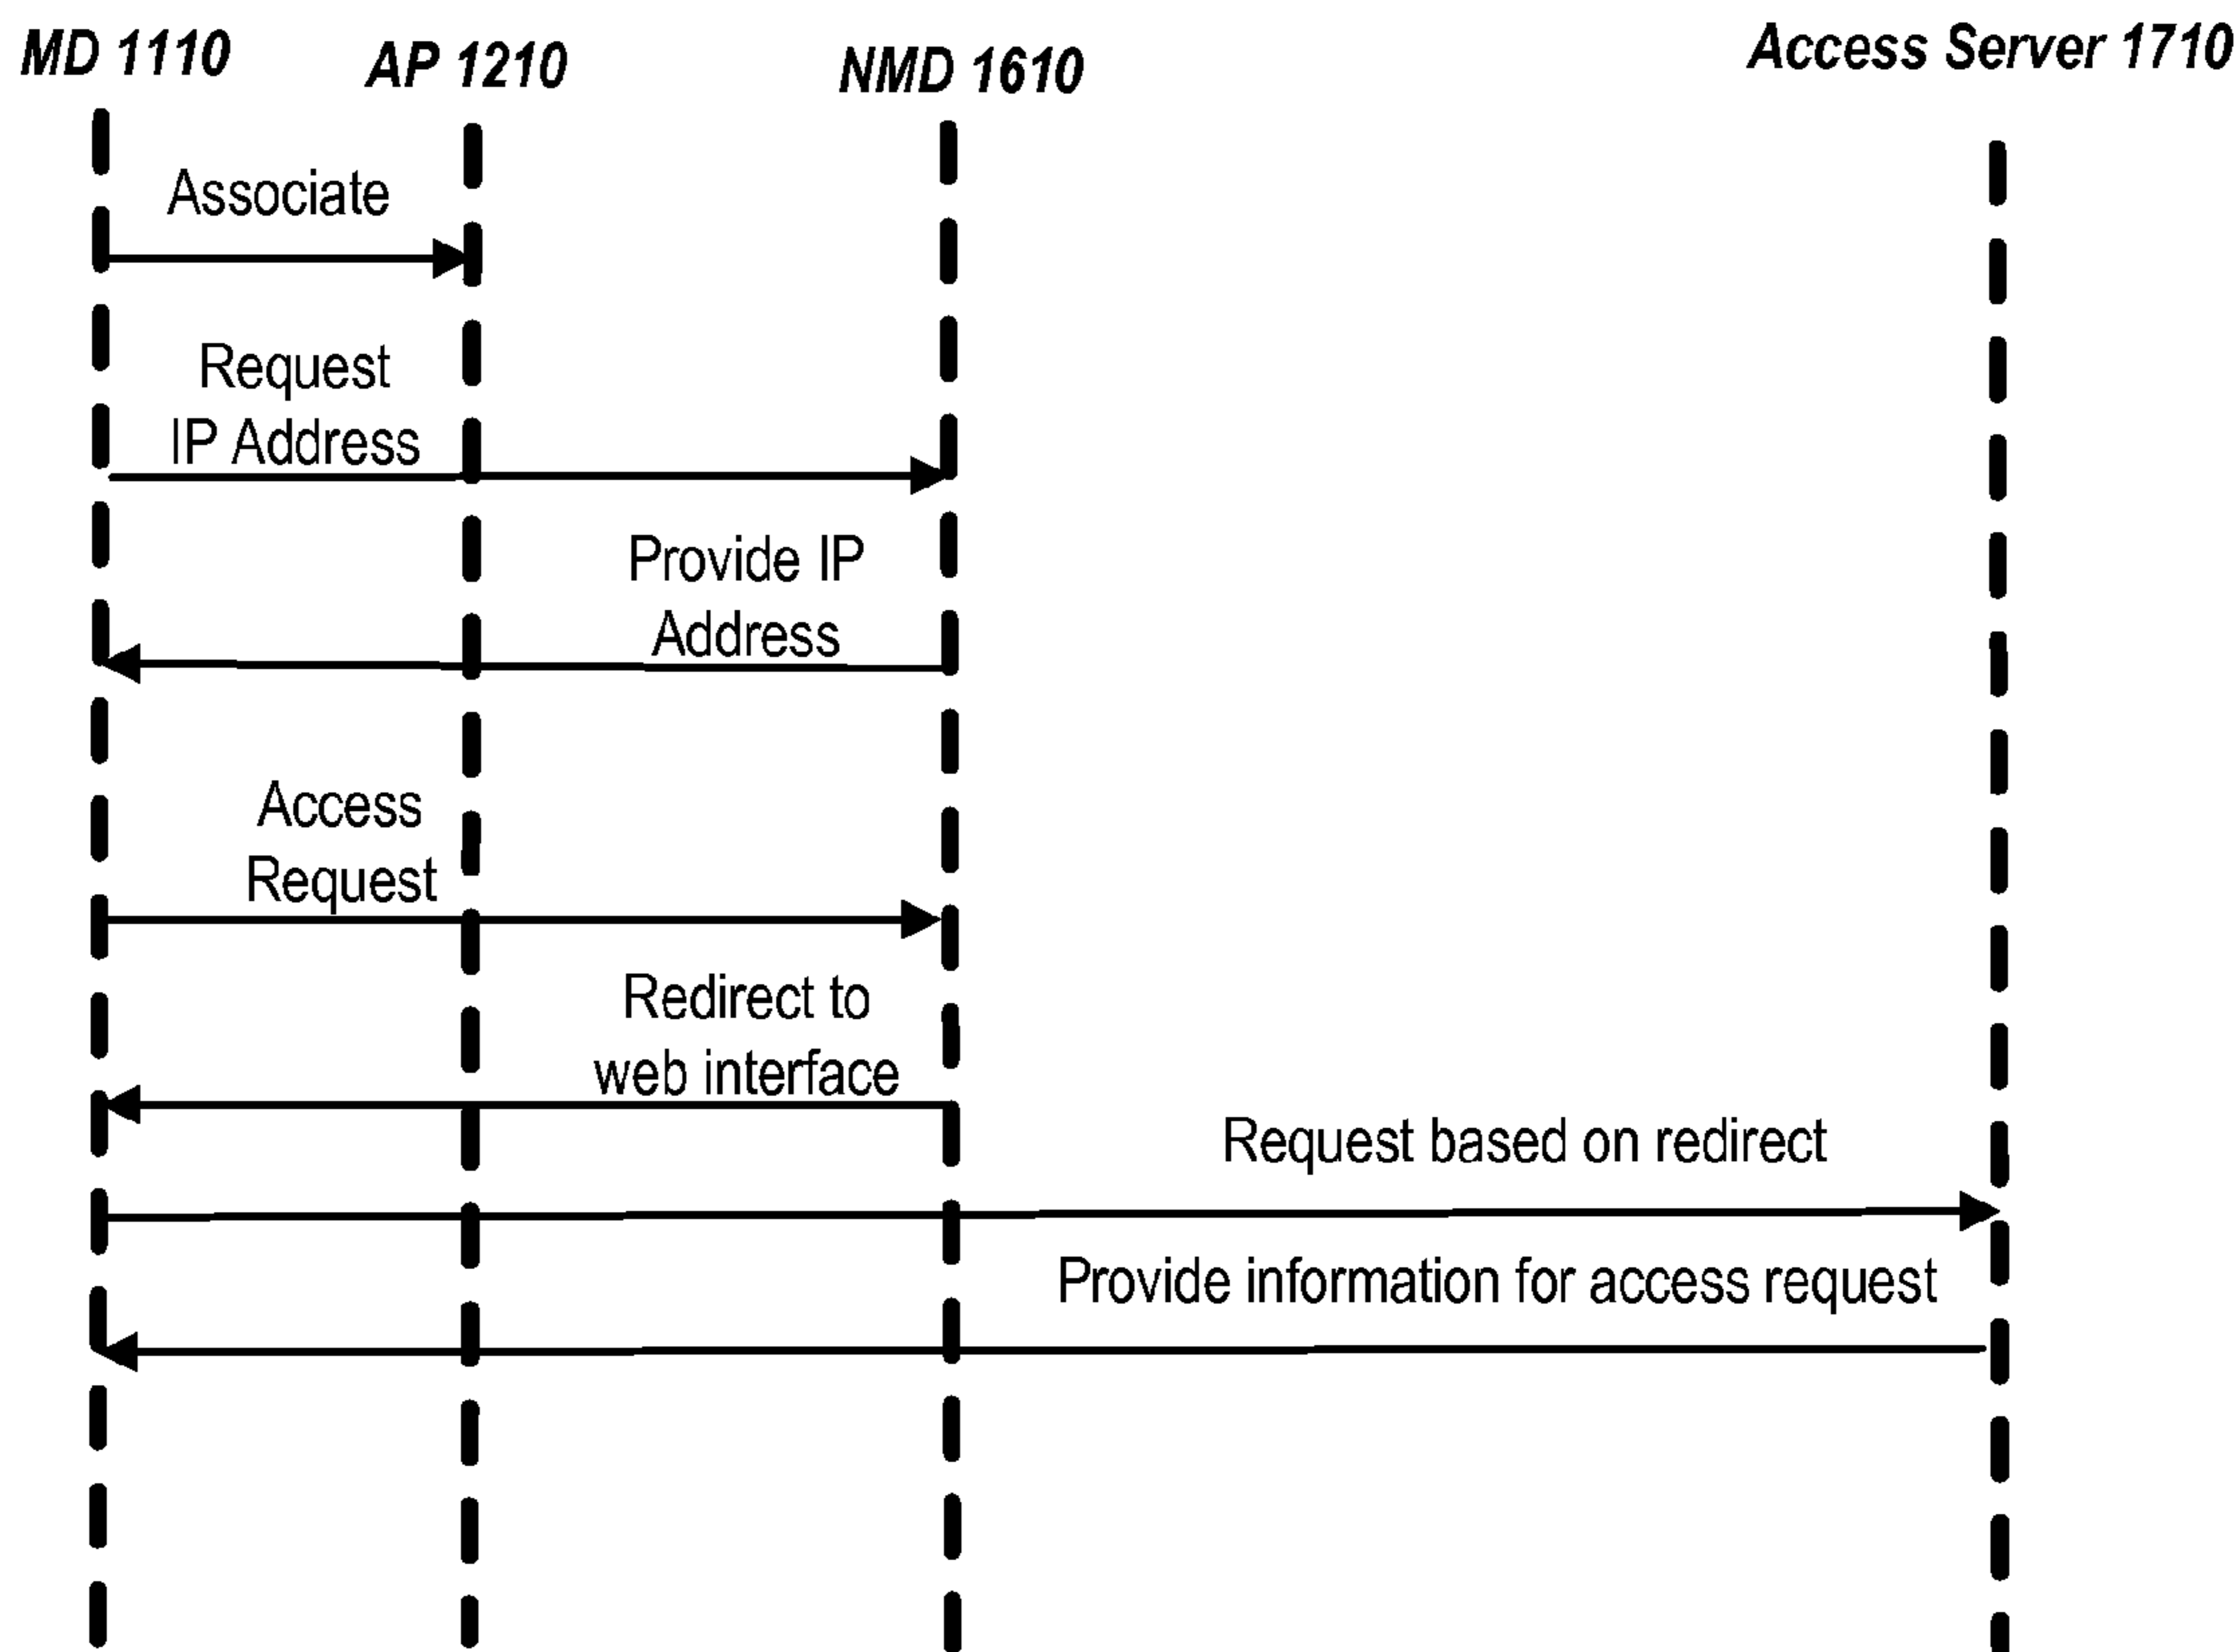 MD 1110
AP 1210
NMD 1610
Access Server 1710
Associate
Request
IP Address
Provide IP
Address
Access
Request
Redirect to
web interface
Request based on redirect
Provide information for access request